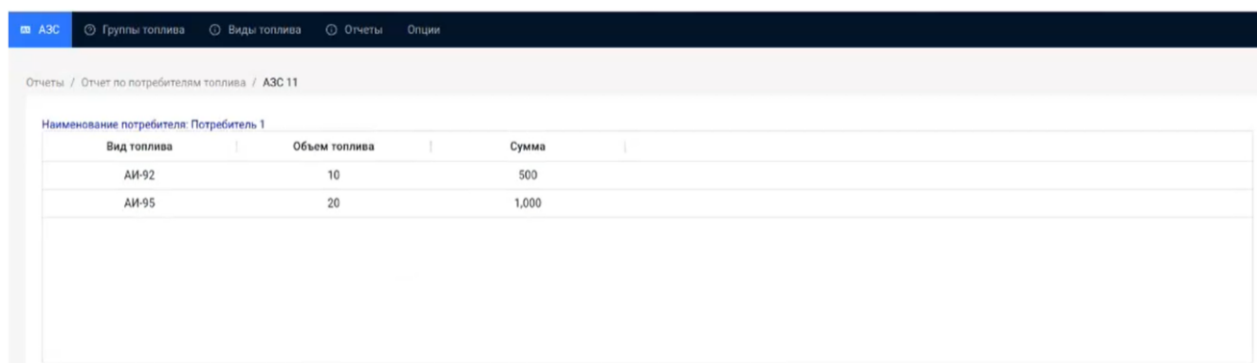 АЗС Группы топлива Виды топлива Отчеты Опции
Отчеты / Отчет по потребителям топлива / АЗС 11
Наименование потребителя: Потребитель 1
Вид топлива Объем топлива Сумма
АИ-92 10 500
АИ-95 20 1,000